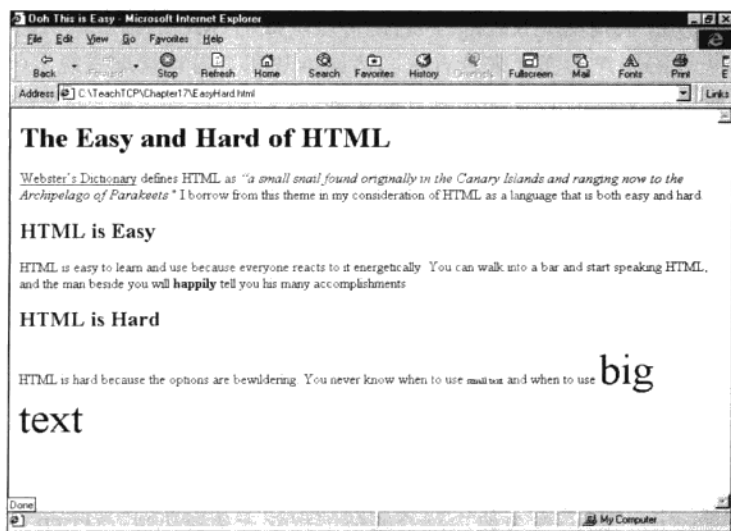 Ooh This is Easy - Microsoft Internet Explorer
File Edit View Go Favorites Help
Back Forward Stop Refresh Home Search Favorites History Channels Fullscreen Mail Fonts Print E
Address C:\TeachTCP\Chapter17\EasyHard.html Links
The Easy and Hard of HTML
Webster's Dictionary defines HTML as "a small snail found originally in the Canary Islands and ranging now to the
Archipelago of Parakeets" I borrow from this theme in my consideration of HTML as a language that is both easy and hard
HTML is Easy
HTML is easy to learn and use because everyone reacts to it energetically You can walk into a bar and start speaking HTML,
and the man beside you will happily tell you his many accomplishments
HTML is Hard
HTML is hard because the options are bewildering You never know when to use small text and when to use big
text
Done
My Computer